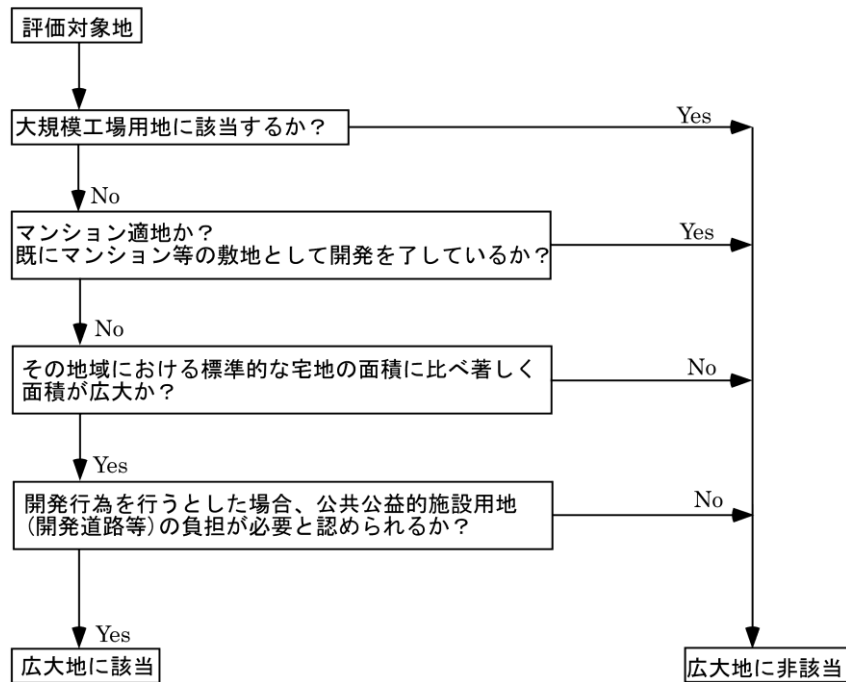 評価対象地
大規模工場用地に該当するか？
Yes
No
マンション適地か？
既にマンション等の敷地として開発を了しているか？
Yes
No
その地域における標準的な宅地の面積に比べ著しく
面積が広大か？
No
Yes
開発行為を行うとした場合、公共公益的施設用地
(開発道路等)の負担が必要と認められるか？
No
Yes
広大地に該当
広大地に非該当